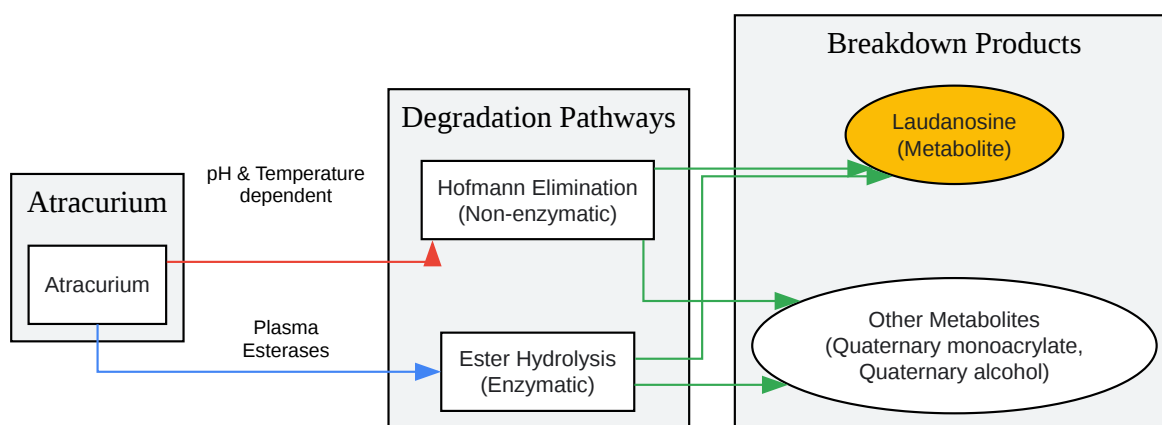 Atracurium
Atracurium
pH & Temperature
dependent
Plasma
Esterases
Degradation Pathways
Hofmann Elimination
(Non-enzymatic)
Ester Hydrolysis
(Enzymatic)
Breakdown Products
Laudanosine
(Metabolite)
Other Metabolites
(Quaternary monoacrylate,
Quaternary alcohol)